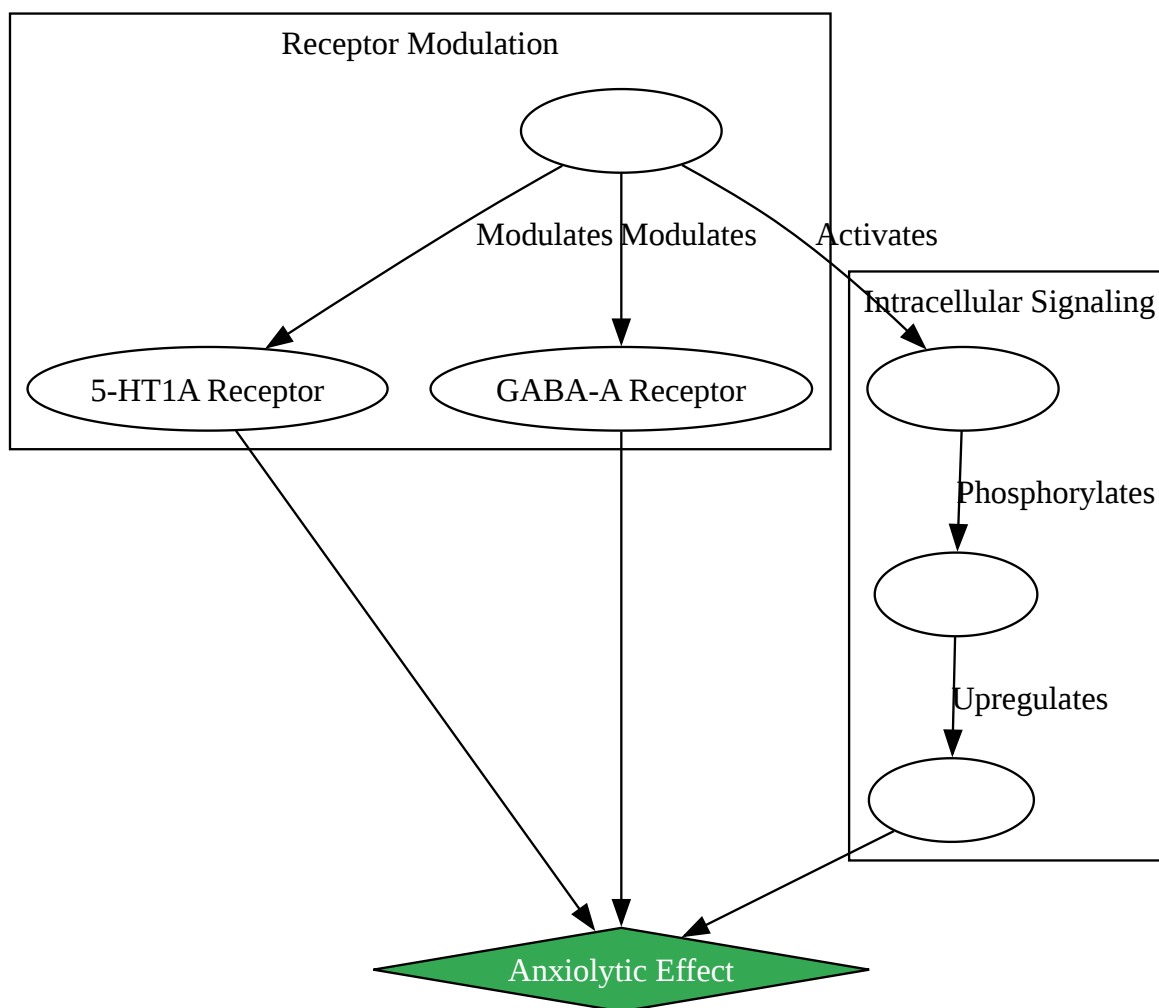 Receptor Modulation
Modulates
Modulates
Activates
Intracellular Signaling
5-HT1A Receptor
GABA-A Receptor
Phosphorylates
Upregulates
Anxiolytic Effect